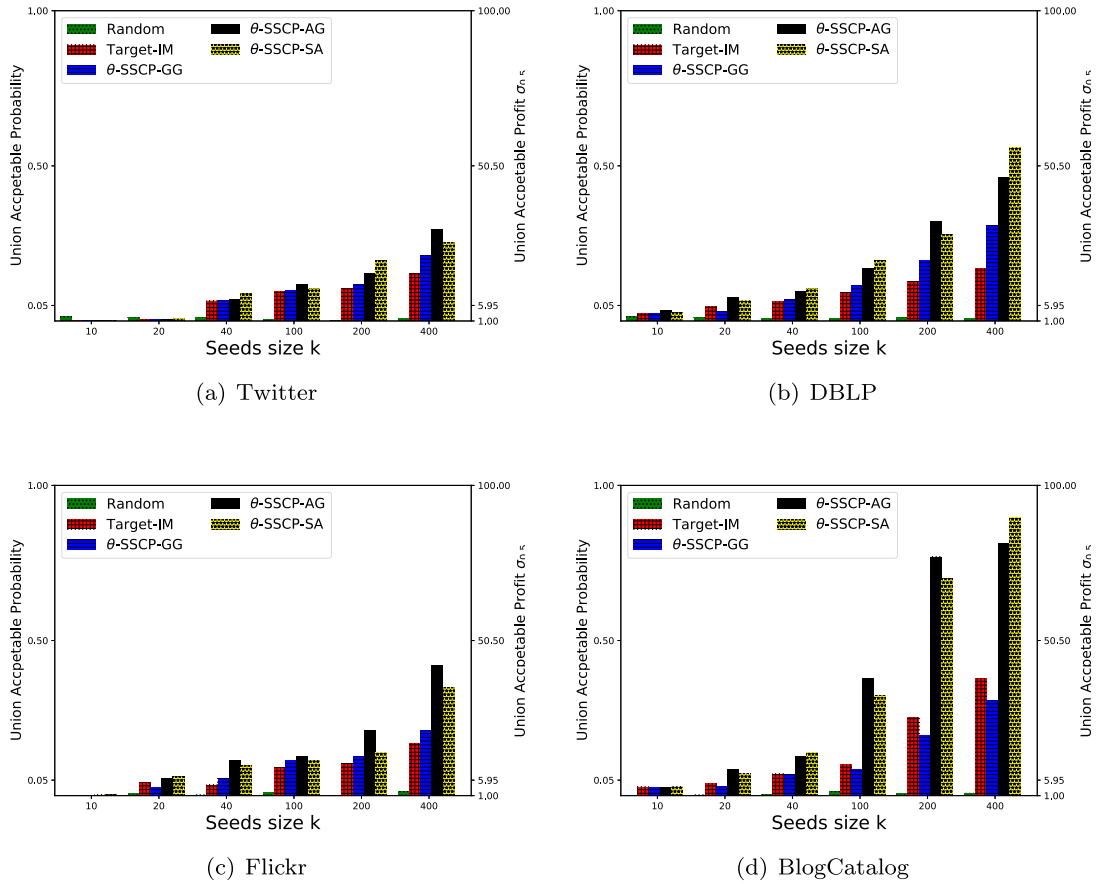 1.00
0.50
0.05
Union Accpetable Probability
Random
Target-IM
θ-SSCP-GG
θ-SSCP-AG
θ-SSCP-SA
100.00
50.50
5.95
1.00
Union Accpetable Profit σ0.5
10 20 40 100 200 400
Seeds size k
(a) Twitter
1.00
0.50
0.05
Union Accpetable Probability
Random
Target-IM
θ-SSCP-GG
θ-SSCP-AG
θ-SSCP-SA
100.00
50.50
5.95
1.00
Union Accpetable Profit σ0.5
10 20 40 100 200 400
Seeds size k
(b) DBLP
1.00
0.50
0.05
Union Accpetable Probability
Random
Target-IM
θ-SSCP-GG
θ-SSCP-AG
θ-SSCP-SA
100.00
50.50
5.95
1.00
Union Accpetable Profit σ0.5
10 20 40 100 200 400
Seeds size k
(c) Flickr
1.00
0.50
0.05
Union Accpetable Probability
Random
Target-IM
θ-SSCP-GG
θ-SSCP-AG
θ-SSCP-SA
100.00
50.50
5.95
1.00
Union Accpetable Profit σ0.5
10 20 40 100 200 400
Seeds size k
(d) BlogCatalog